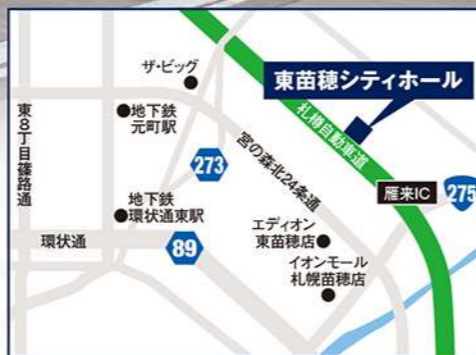 ザ・ビッグ
東苗穂シティホール
地下鉄
元町駅
札樽自動車道
東8丁目篠路通
273
宮の森北24条通
雁来IC
275
地下鉄
環状通東駅
エディオン
東苗穂店
環状通
89
イオンモール
札幌苗穂店